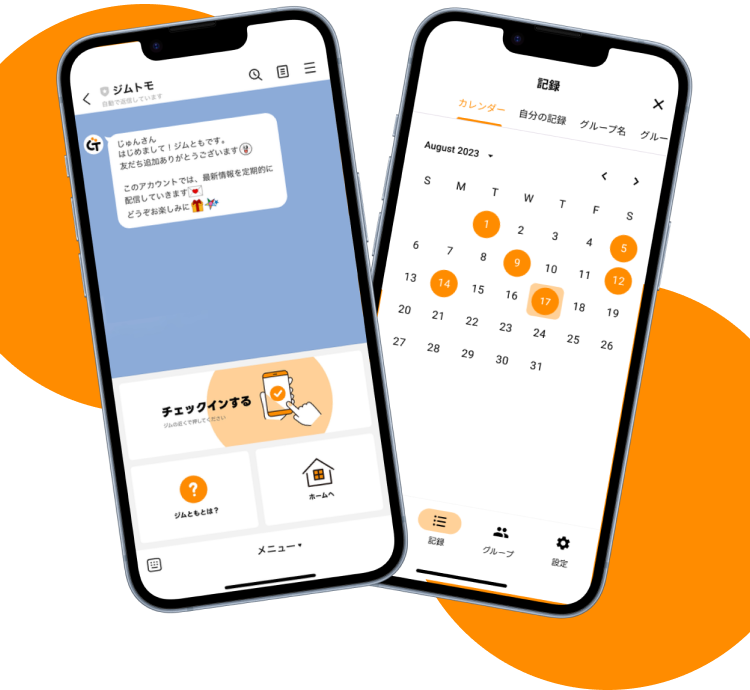 ジムトモ
自動で返信しています
GT
じゅんさん
はじめまして!ジムともです。
友だち追加ありがとうございます
このアカウントでは、最新情報を定期的に
配信していきます
どうぞお楽しみに
チェックインする
ジムの近くで押してください
?
ジムともとは?
ホームへ
メニュー▾
記録
×
カレンダー 自分の記録 グループ名 グルー
August 2023
S M T W T F S
1 2 3 4 5
6 7 8 9 10 11 12
13 14 15 16 17 18 19
20 21 22 23 24 25 26
27 28 29 30 31
記録 グループ 設定